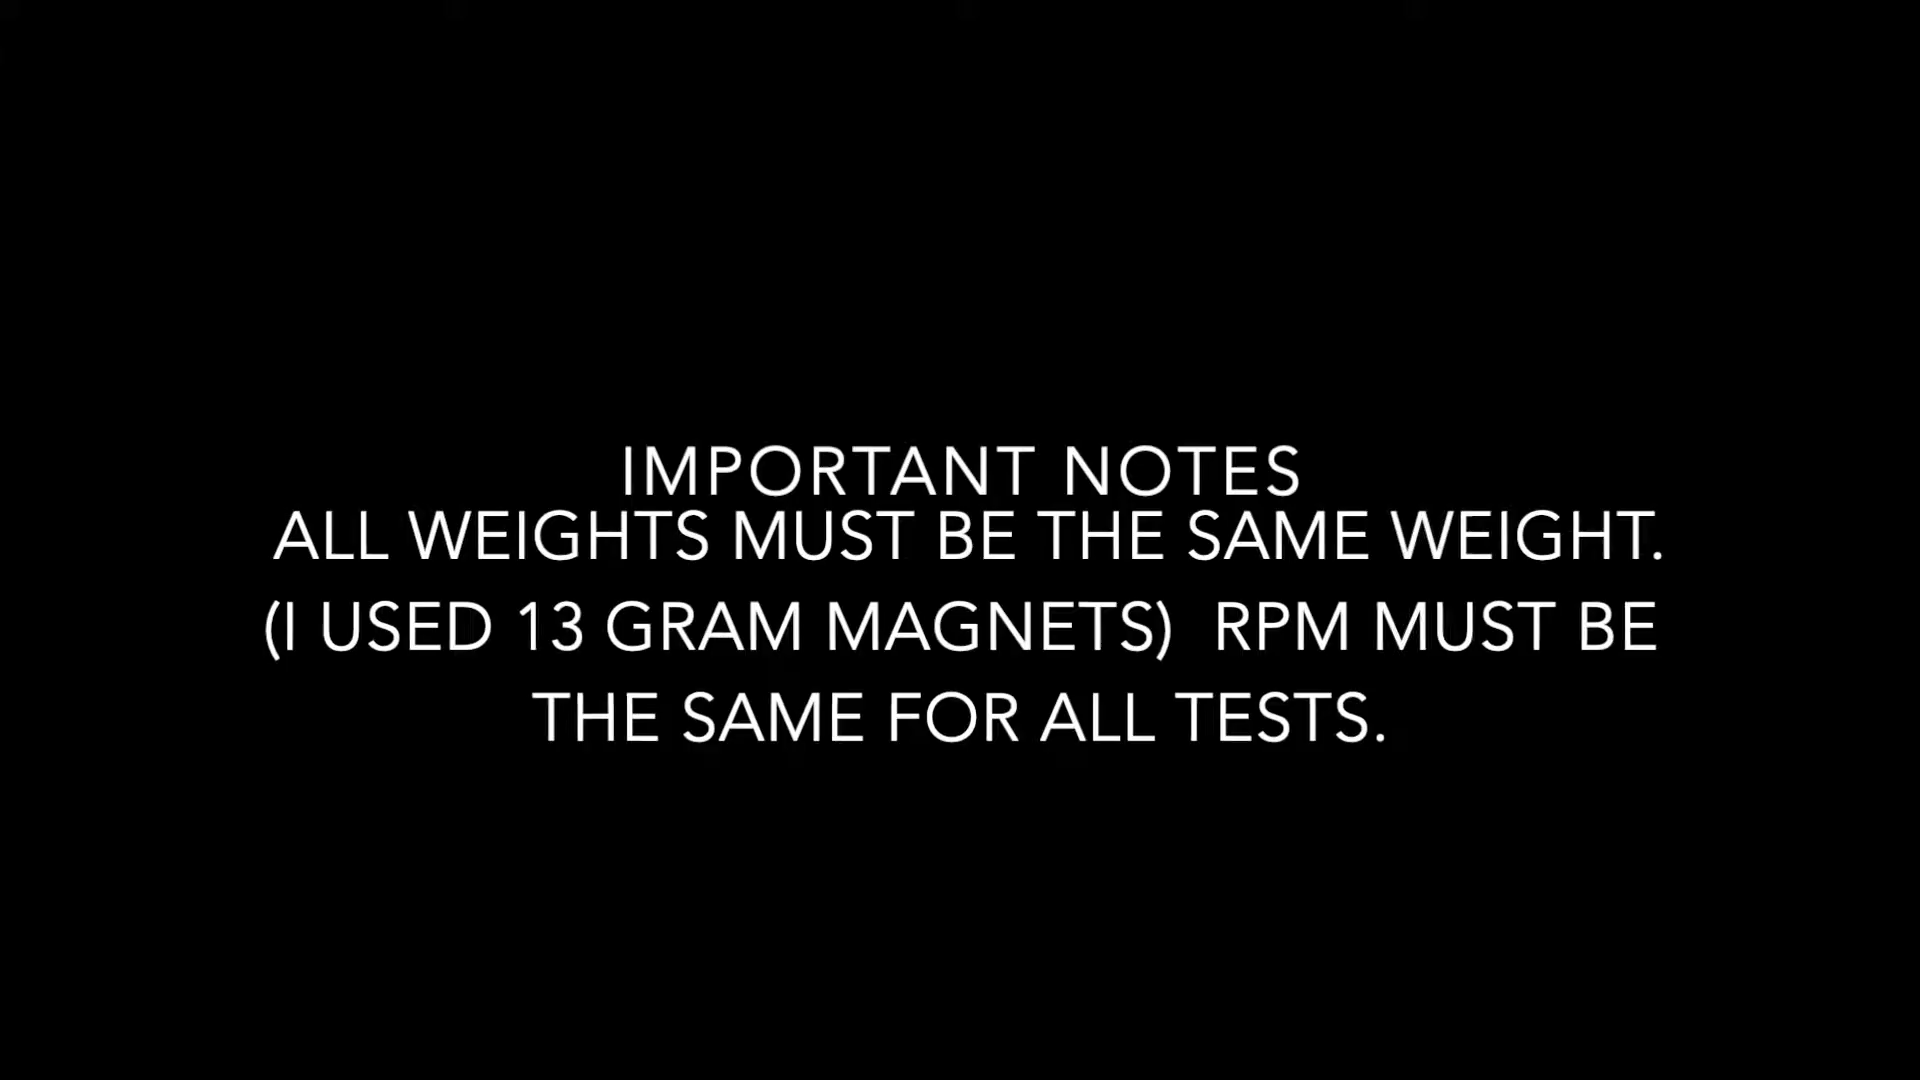 IMPORTANT NOTES
ALL WEIGHTS MUST BE THE SAME WEIGHT.
(I USED 13 GRAM MAGNETS)  RPM MUST BE
THE SAME FOR ALL TESTS.